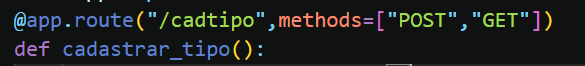 @app.route("/cadtipo",methods=["POST","GET"])
def cadastrar_tipo():